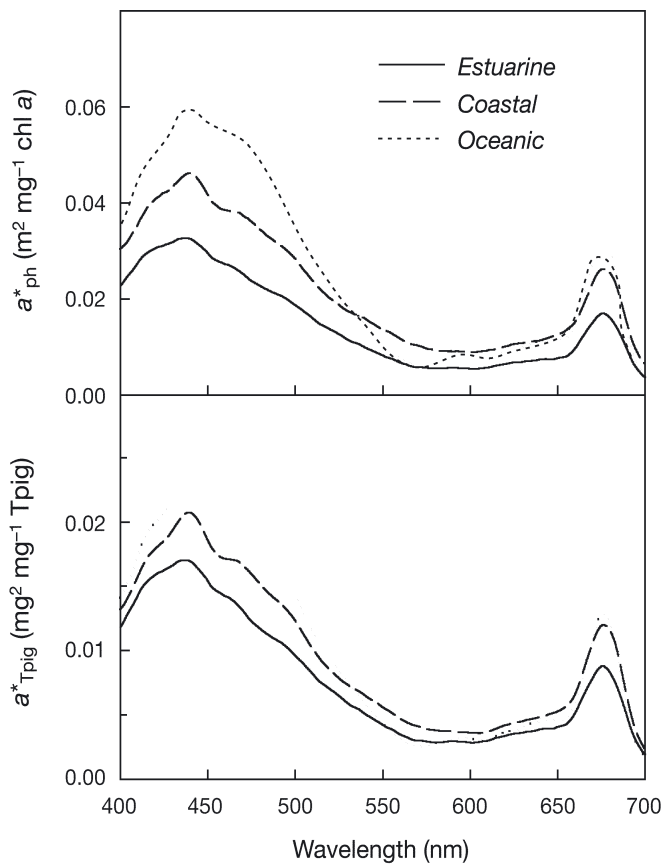 Estuarine
Coastal
Oceanic
a*ph (m² mg⁻¹ chl a)
0.06
0.04
0.02
0.00
a*Tpig (mg² mg⁻¹ Tpig)
0.02
0.01
0.00
400 450 500 550 600 650 700
Wavelength (nm)